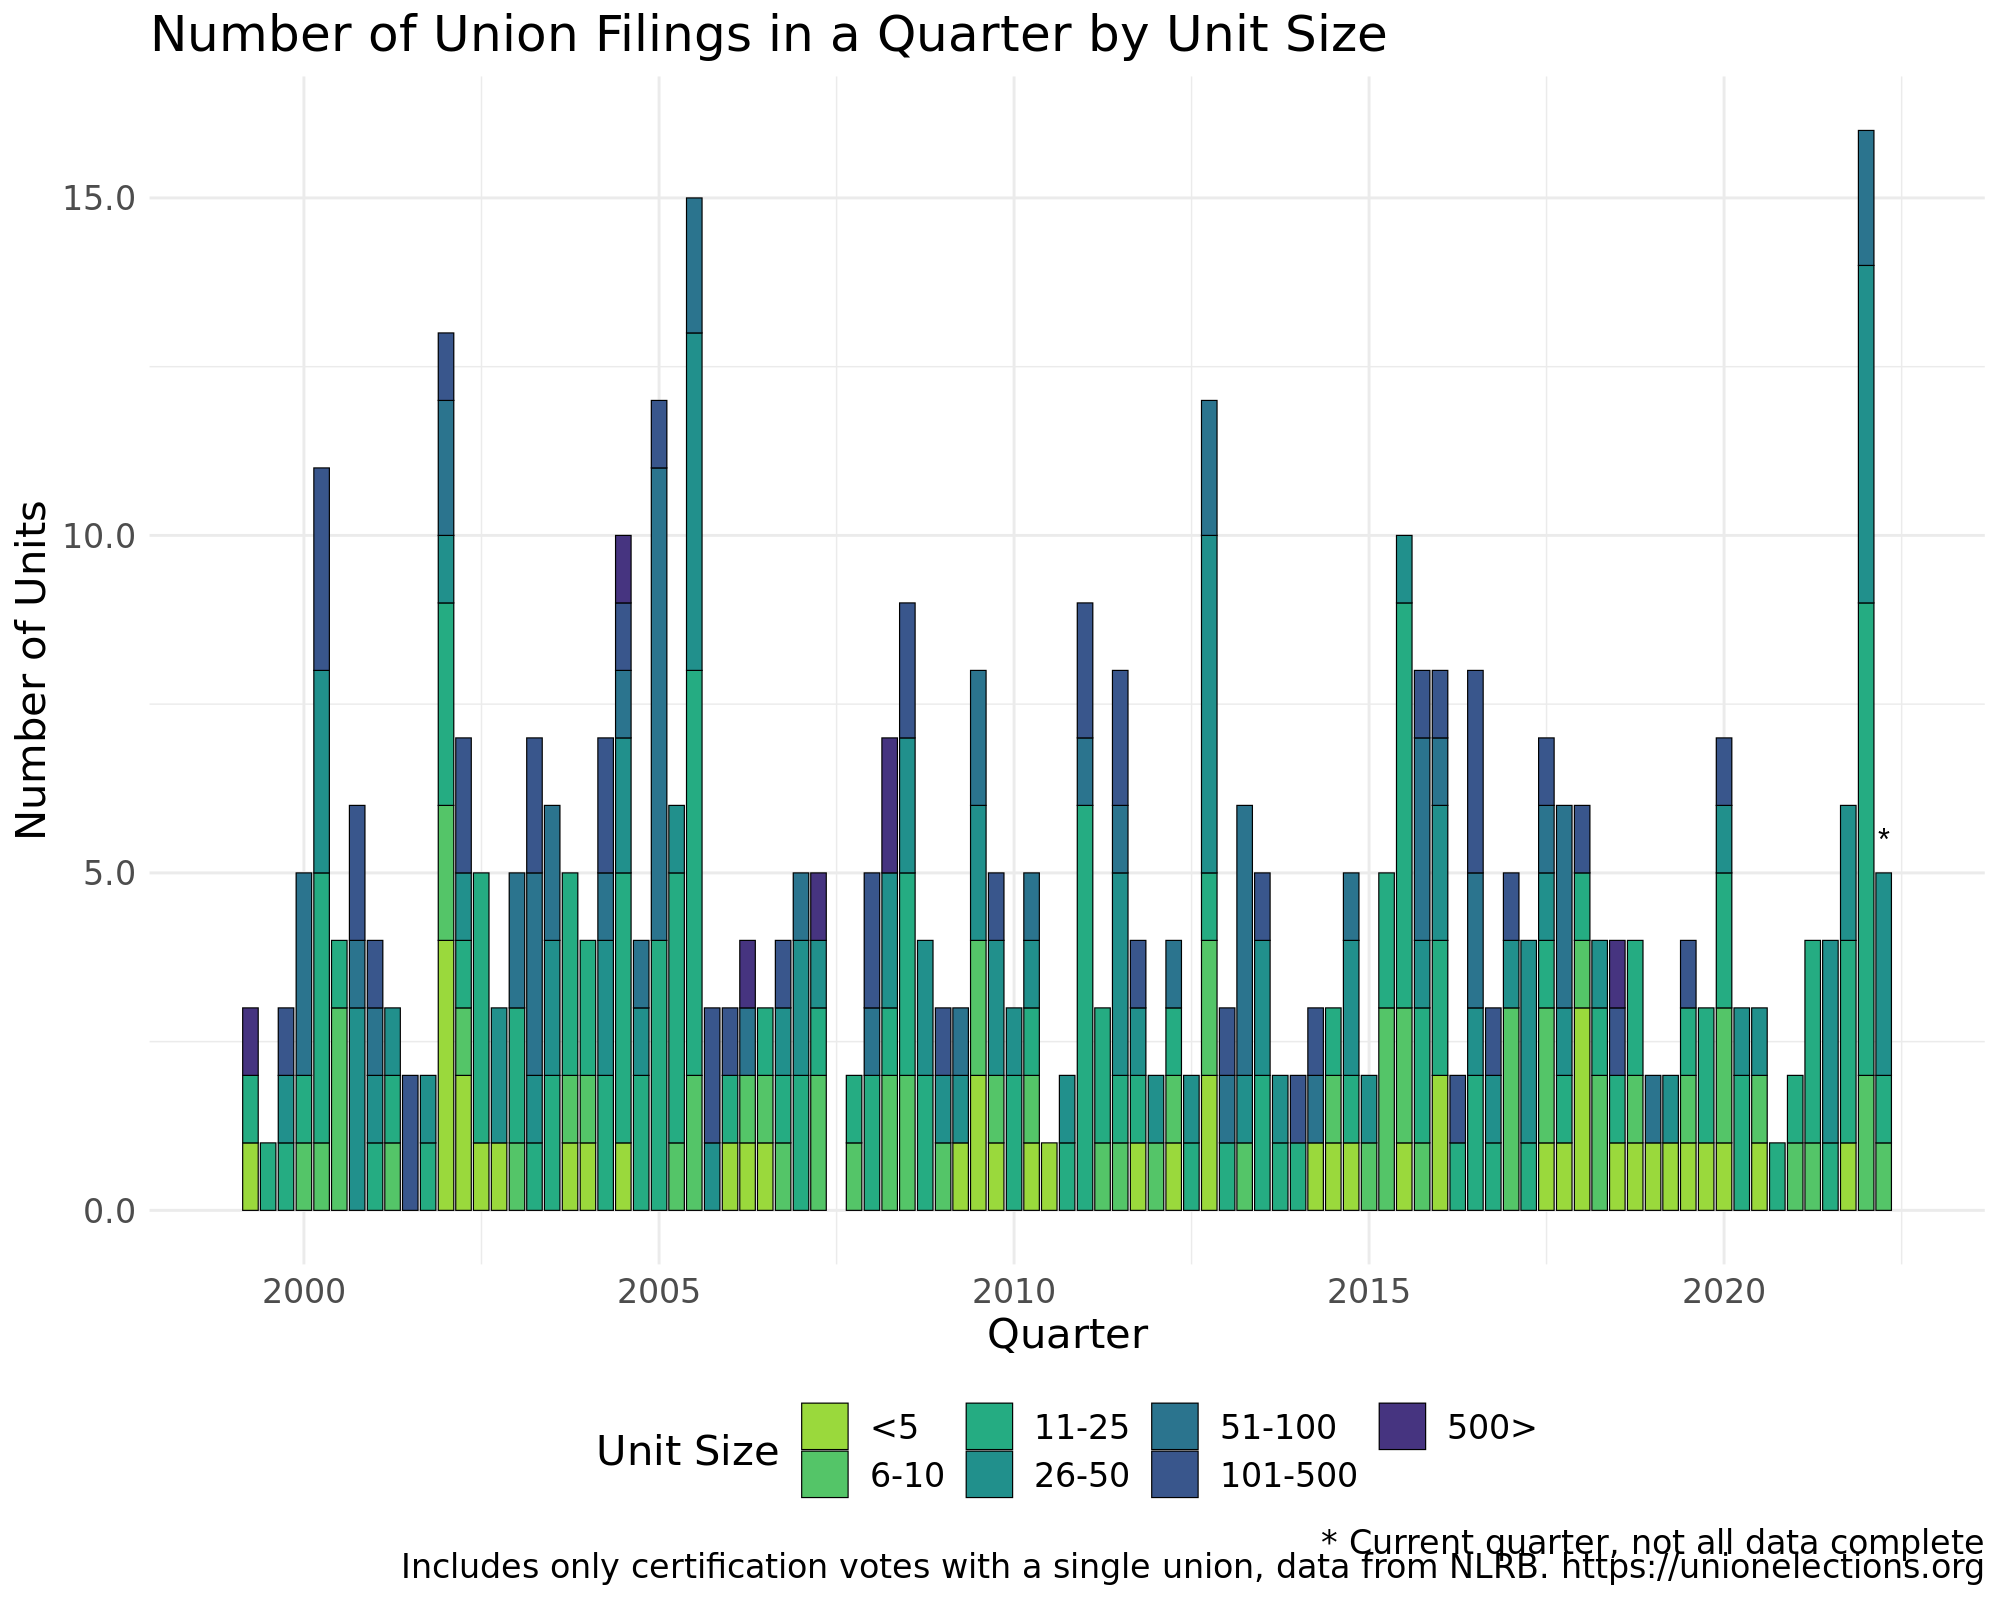 Number of Union Filings in a Quarter by Unit Size
Number of Units
15.0
10.0
5.0
0.0
*
2000 2005 2010 2015 2020
Quarter
Unit Size
<5 11-25 51-100 500>
6-10 26-50 101-500
* Current quarter, not all data complete
Includes only certification votes with a single union, data from NLRB. https://unionelections.org